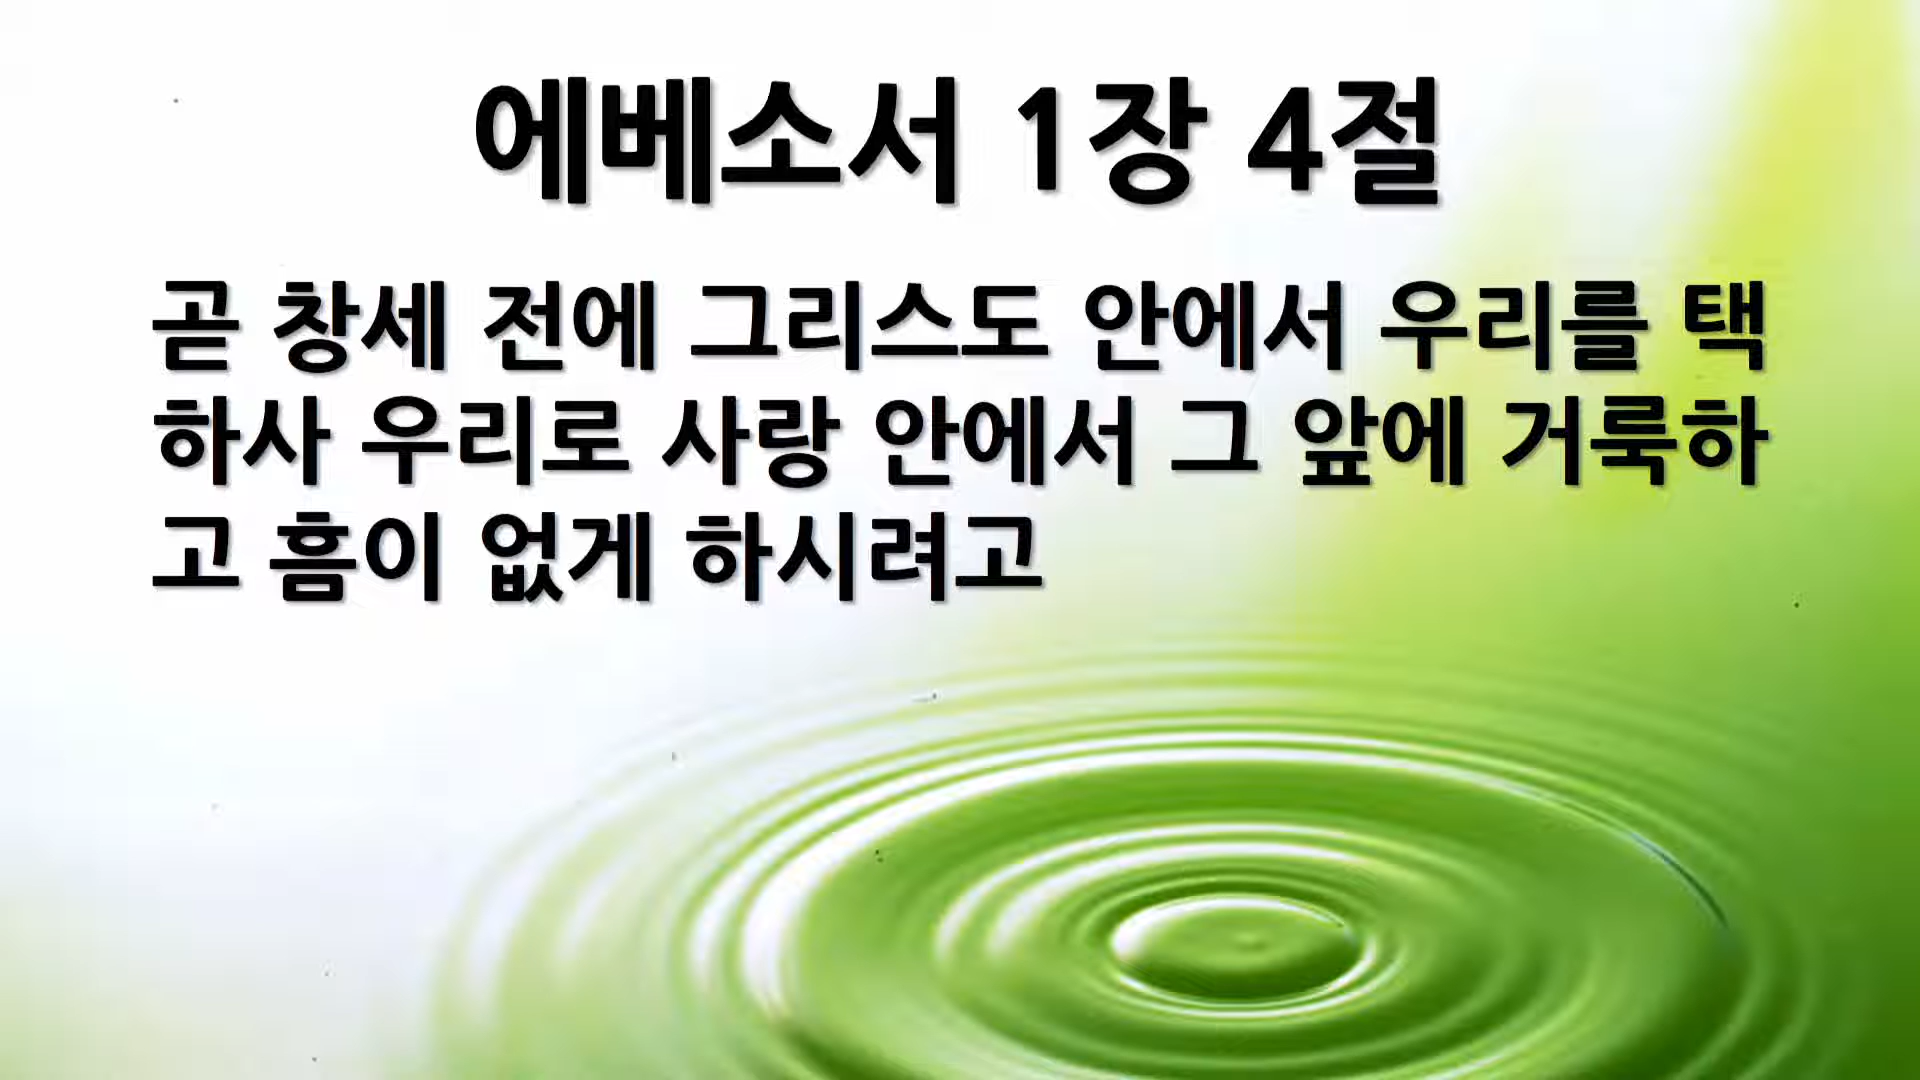 에베소서 1장 4절
곧 창세 전에 그리스도 안에서 우리를 택
하사 우리로 사랑 안에서 그 앞에 거룩하
고 흠이 없게 하시려고